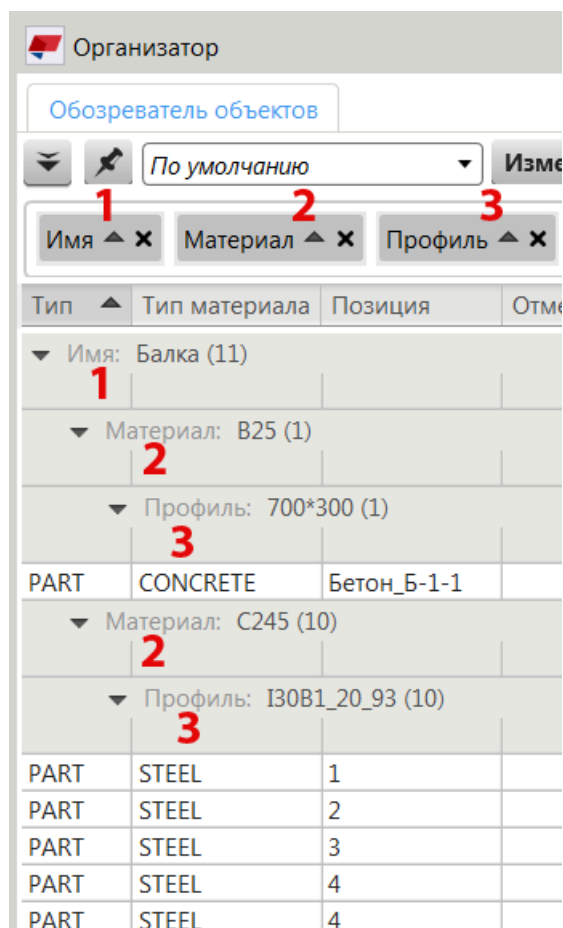 Организатор
Обозреватель объектов
По умолчанию
1 2 3
Имя Материал Профиль
Тип Тип материала Позиция
Имя: Балка (11)
1
Материал: B25 (1)
2
Профиль: 700*300 (1)
3
PART CONCRETE Бетон_Б-1-1
Материал: C245 (10)
2
Профиль: I30B1_20_93 (10)
3
PART STEEL 1
PART STEEL 2
PART STEEL 3
PART STEEL 4
PART STEEL 4